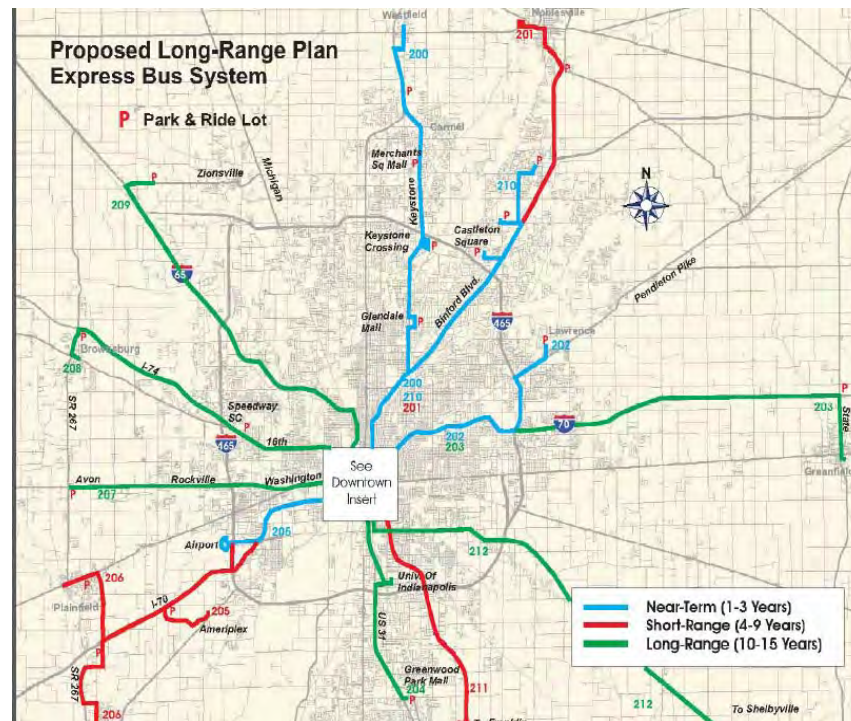 Proposed Long-Range Plan
Express Bus System
P Park & Ride Lot
Westfield
200
P
Noblesville
201
P
Carmel
Merchants
Sq Mall
P
Keystone
Michigan
Zionsville
P
209
N
P
210
P
Castleton
Square
P
Keystone
Crossing
P
65
Binford Blvd.
Pendleton Pike
465
Glendale
Mall
P
Lawrence
P
202
P
Brownsburg
208
I-74
SR 267
Speedway
SC
P
465
16th
200
210
201
202
203
70
P
203
State
Greenfield
See
Downtown
Insert
Avon
Rockville
Washington
P
207
205
Airport
212
206
P
Plainfield
I-70
P
205
Ameriplex
P
SR 267
206
Univ. Of
Indianapolis
US 31
Greenwood
Park Mall
204
P
211
Near-Term (1-3 Years)
Short-Range (4-9 Years)
Long-Range (10-15 Years)
212
To Shelbyville